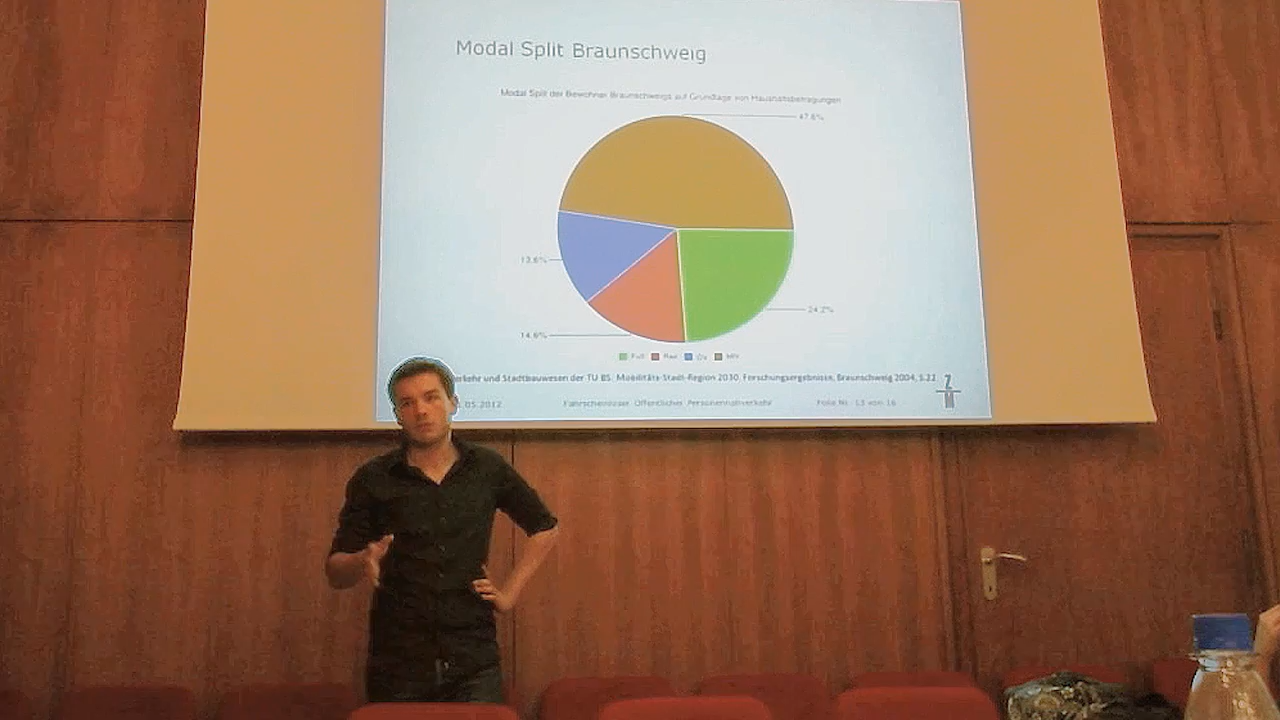 Modal Split Braunschweig
Modal Split der Bewohner Braunschweigs auf Grundlage von Haushaltsbefragungen
47.6%
13.6%
24.2%
14.6%
Fuß Rad ÖV MIV
erkehr und Stadtbauwesen der TU BS: Mobilitäts-Stadt-Region 2030, Forschungsergebnisse, Braunschweig 2004, S.22
.05.2012 Fahrscheinloser Öffentlicher Personennahverkehr Folie Nr. 13 von 16